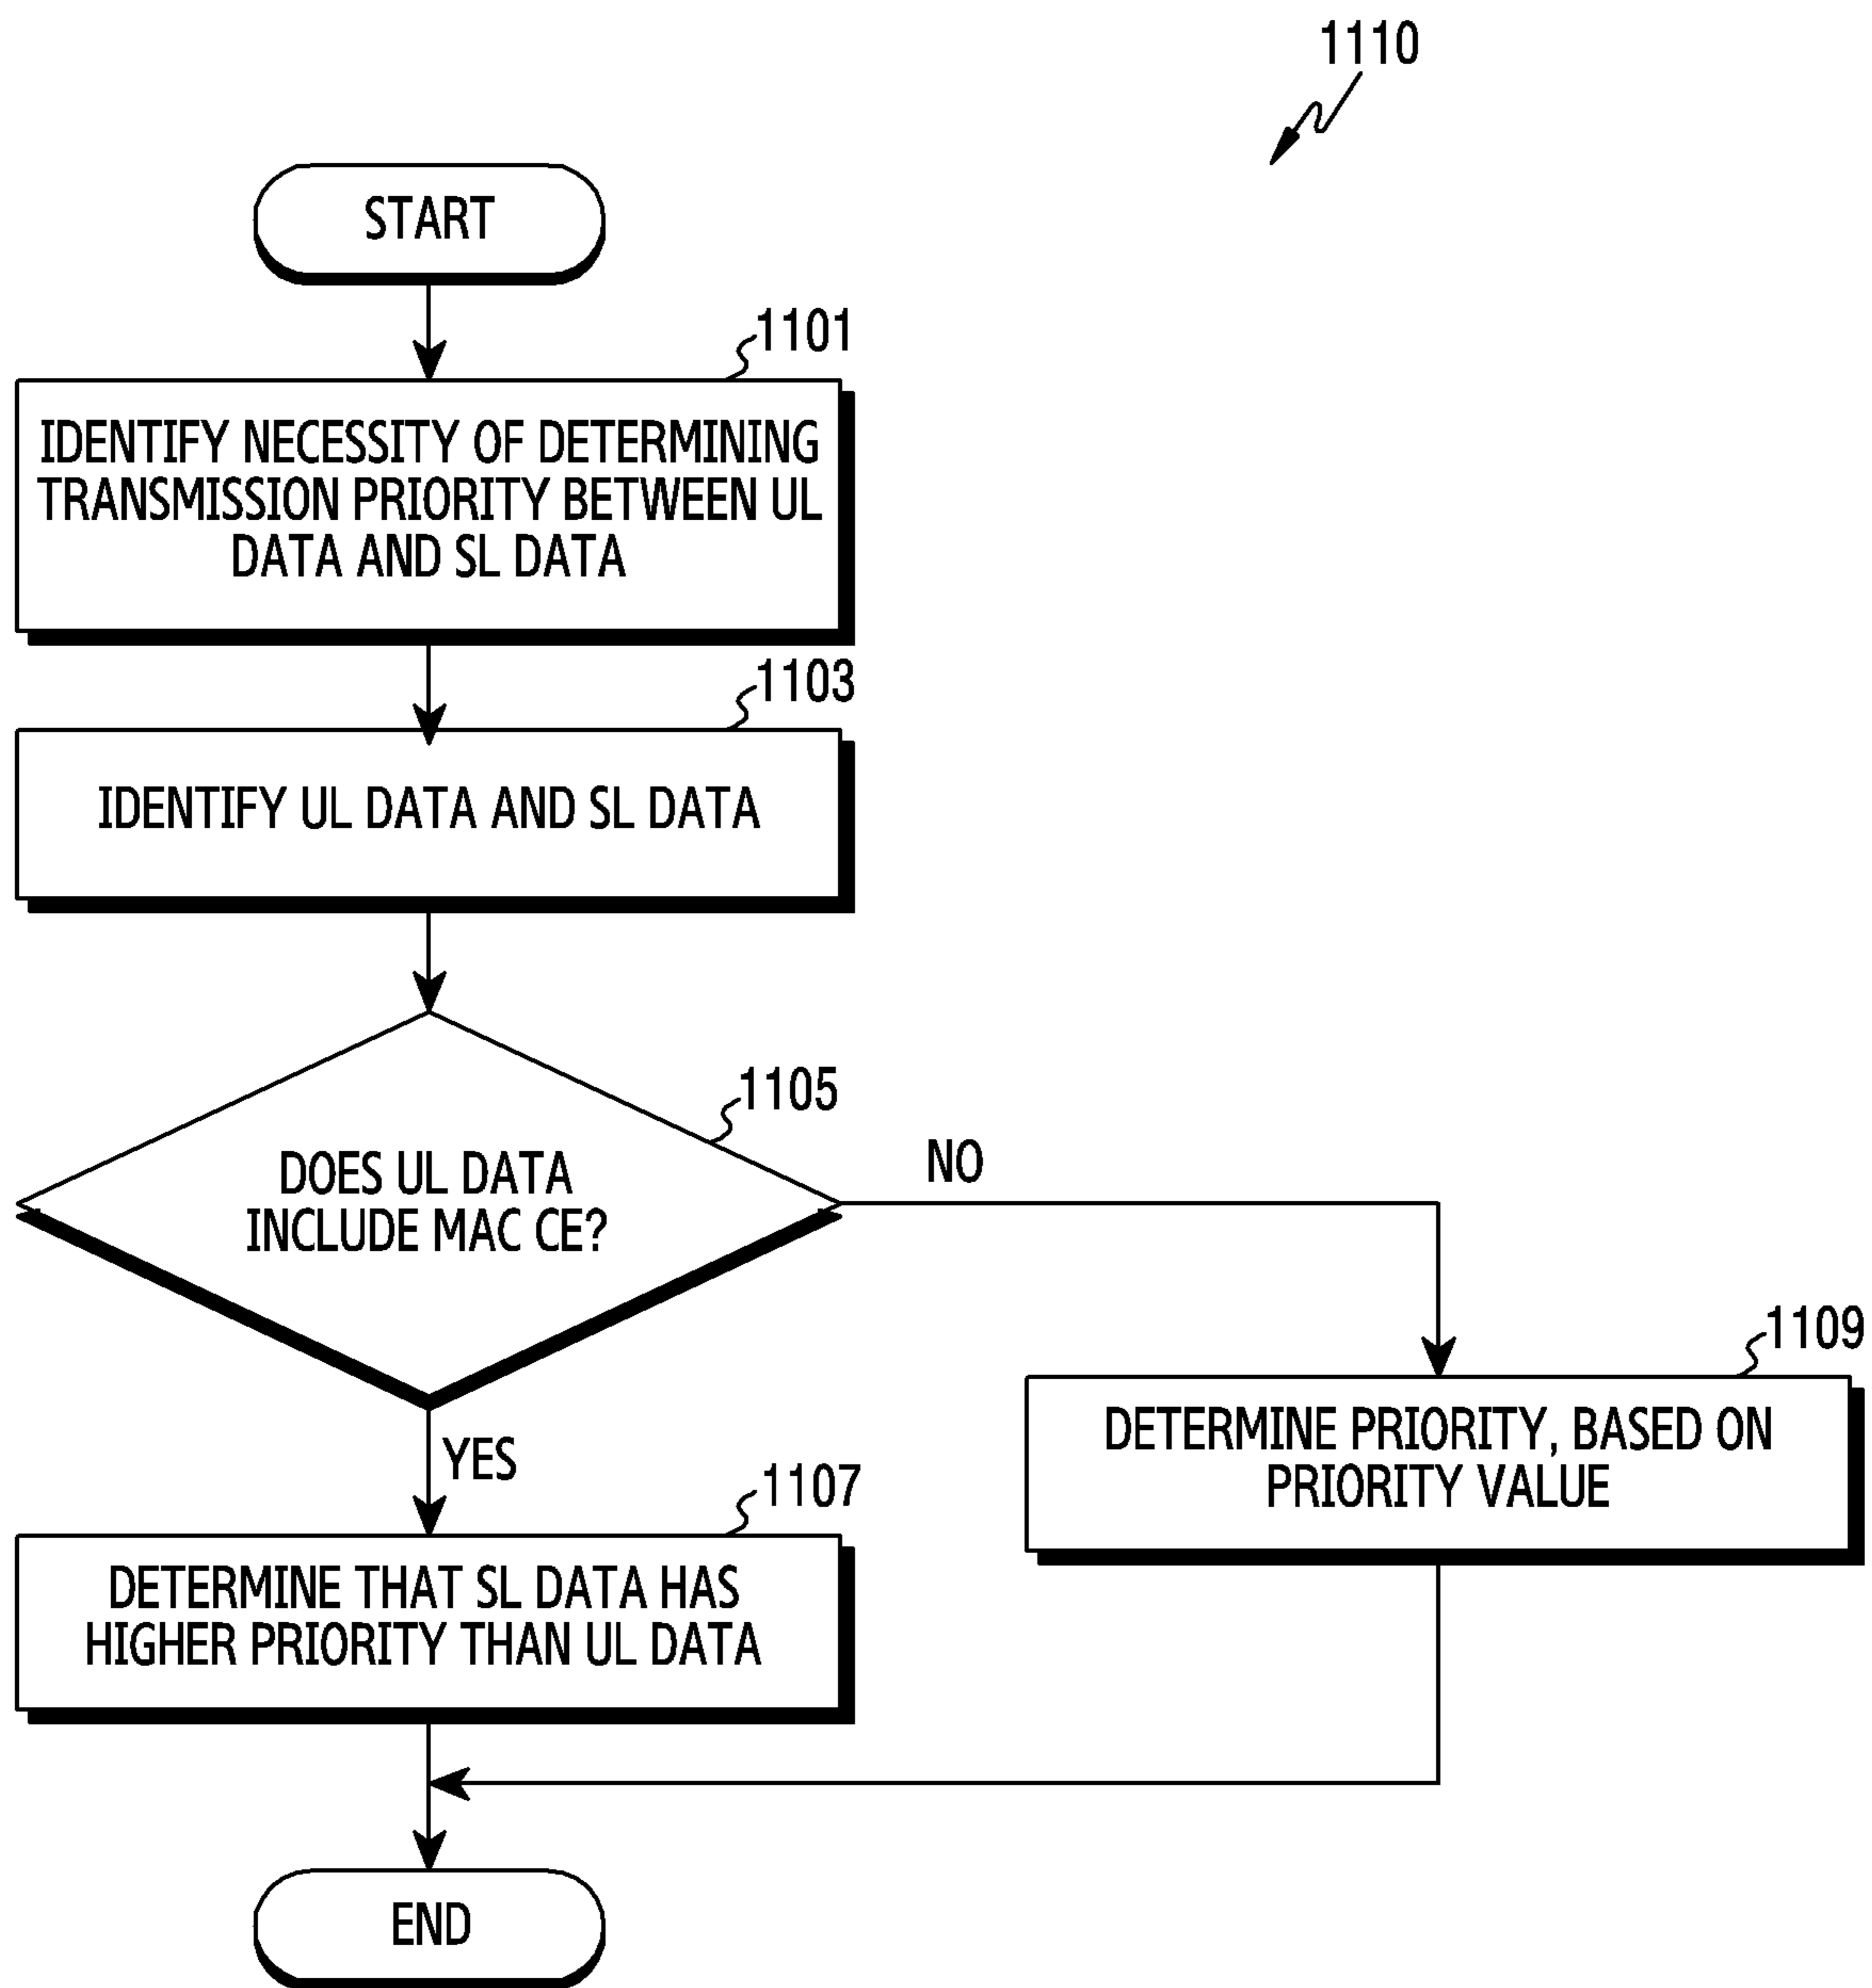 1110
START
1101
IDENTIFY NECESSITY OF DETERMINING
TRANSMISSION PRIORITY BETWEEN UL
DATA AND SL DATA
1103
IDENTIFY UL DATA AND SL DATA
1105
DOES UL DATA
INCLUDE MAC CE?
NO
YES
1107
DETERMINE THAT SL DATA HAS
HIGHER PRIORITY THAN UL DATA
1109
DETERMINE PRIORITY, BASED ON
PRIORITY VALUE
END